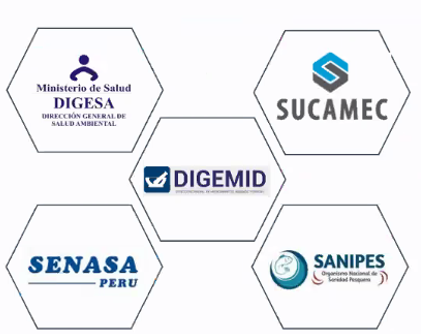 Ministerio de Salud
DIGESA
DIRECCIÓN GENERAL DE
SALUD AMBIENTAL
SUCAMEC
DIGEMID
SENASA
PERU
SANIPES
Organismo Nacional de
Sanidad Pesquera